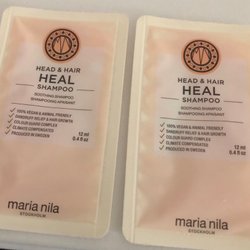 HEAD & HAIR
HEAL
SHAMPOO
SOOTHING SHAMPOO
SHAMPOOING APAISANT
100% VEGAN & ANIMAL FRIENDLY
DANDRUFF RELIEF & HAIR GROWTH
COLOUR GUARD COMPLEX
CLIMATE COMPENSATED
PRODUCED IN SWEDEN
12 ml
0.4 fl oz
maria nila
STOCKHOLM
HEAD & HAIR
HEAL
SHAMPOO
SOOTHING SHAMPOO
SHAMPOOING APAISANT
100% VEGAN & ANIMAL FRIENDLY
DANDRUFF RELIEF & HAIR GROWTH
COLOUR GUARD COMPLEX
CLIMATE COMPENSATED
PRODUCED IN SWEDEN
12 ml
0.4 fl oz
maria nila
STOCKHOLM